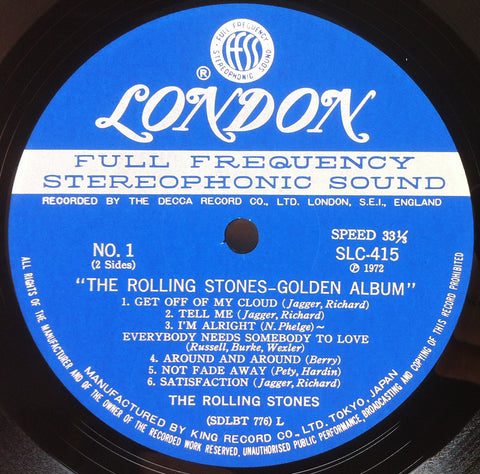 FULL FREQUENCY
ffss
STEREOPHONIC SOUND
®
LONDON
FULL FREQUENCY
STEREOPHONIC SOUND
RECORDED BY THE DECCA RECORD CO., LTD. LONDON, S.E.I., ENGLAND
NO. 1
(2 Sides)
SPEED 33⅓
SLC-415
℗ 1972
"THE ROLLING STONES-GOLDEN ALBUM"
1. GET OFF OF MY CLOUD (Jagger, Richard)
2. TELL ME (Jagger, Richard)
3. I'M ALRIGHT (N. Phelge)~
EVERYBODY NEEDS SOMEBODY TO LOVE
(Russell, Burke, Wexler)
4. AROUND AND AROUND (Berry)
5. NOT FADE AWAY (Pety, Hardin)
6. SATISFACTION (Jagger, Richard)
THE ROLLING STONES
(SDLBT 776) L
MANUFACTURED BY KING RECORD CO., LTD, TOKYO, JAPAN
ALL RIGHTS OF THE MANUFACTURER AND OF THE OWNER OF THE RECORDED WORK RESERVED, UNAUTHORISED PUBLIC PERFORMANCE, BROADCASTING AND COPYING OF THIS RECORD PROHIBITED